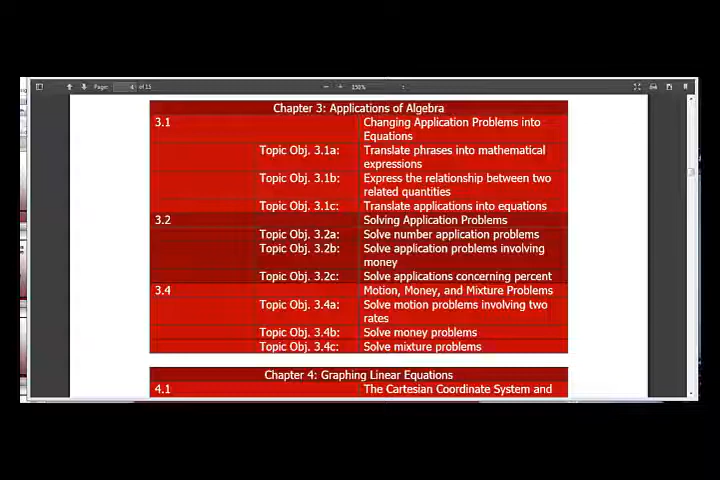 Page: 4 of 13
150%
Chapter 3: Applications of Algebra
3.1 Changing Application Problems into
Equations
Topic Obj. 3.1a: Translate phrases into mathematical
expressions
Topic Obj. 3.1b: Express the relationship between two
related quantities
Topic Obj. 3.1c: Translate applications into equations
3.2 Solving Application Problems
Topic Obj. 3.2a: Solve number application problems
Topic Obj. 3.2b: Solve application problems involving
money
Topic Obj. 3.2c: Solve applications concerning percent
3.4 Motion, Money, and Mixture Problems
Topic Obj. 3.4a: Solve motion problems involving two
rates
Topic Obj. 3.4b: Solve money problems
Topic Obj. 3.4c: Solve mixture problems
Chapter 4: Graphing Linear Equations
4.1 The Cartesian Coordinate System and